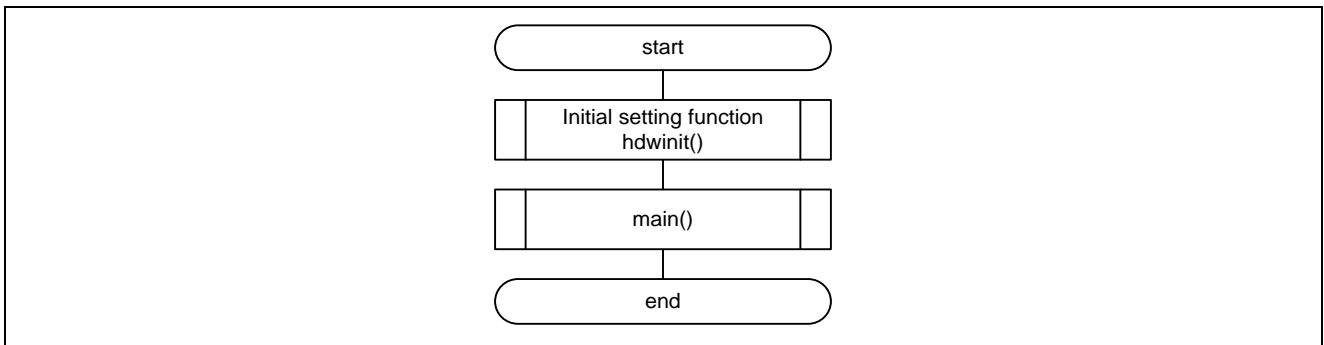 start
Initial setting function
hdwinit()
main()
end